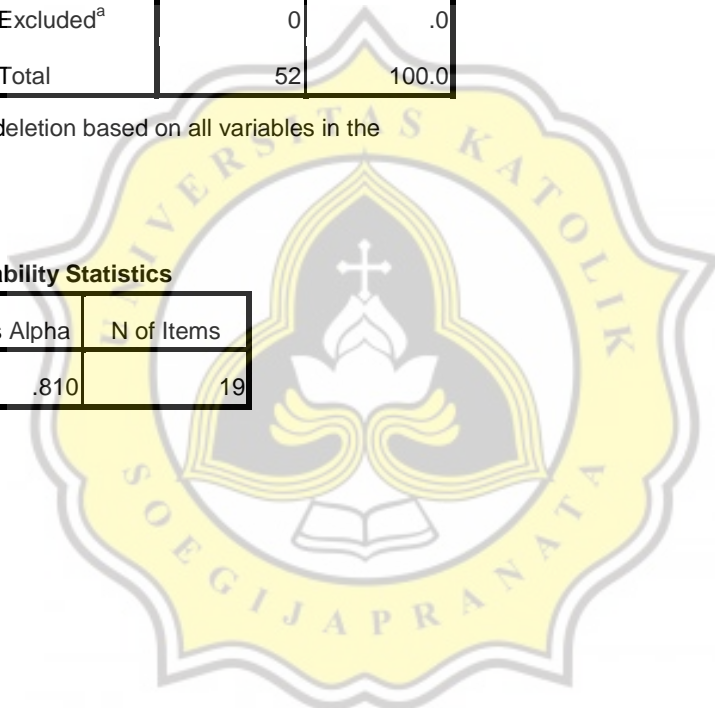 Excludedᵃ 0 .0
Total 52 100.0
deletion based on all variables in the
ability Statistics
s Alpha N of Items
.810 19
UNIVERSITAS KATOLIK
SOEGIJAPRANATA